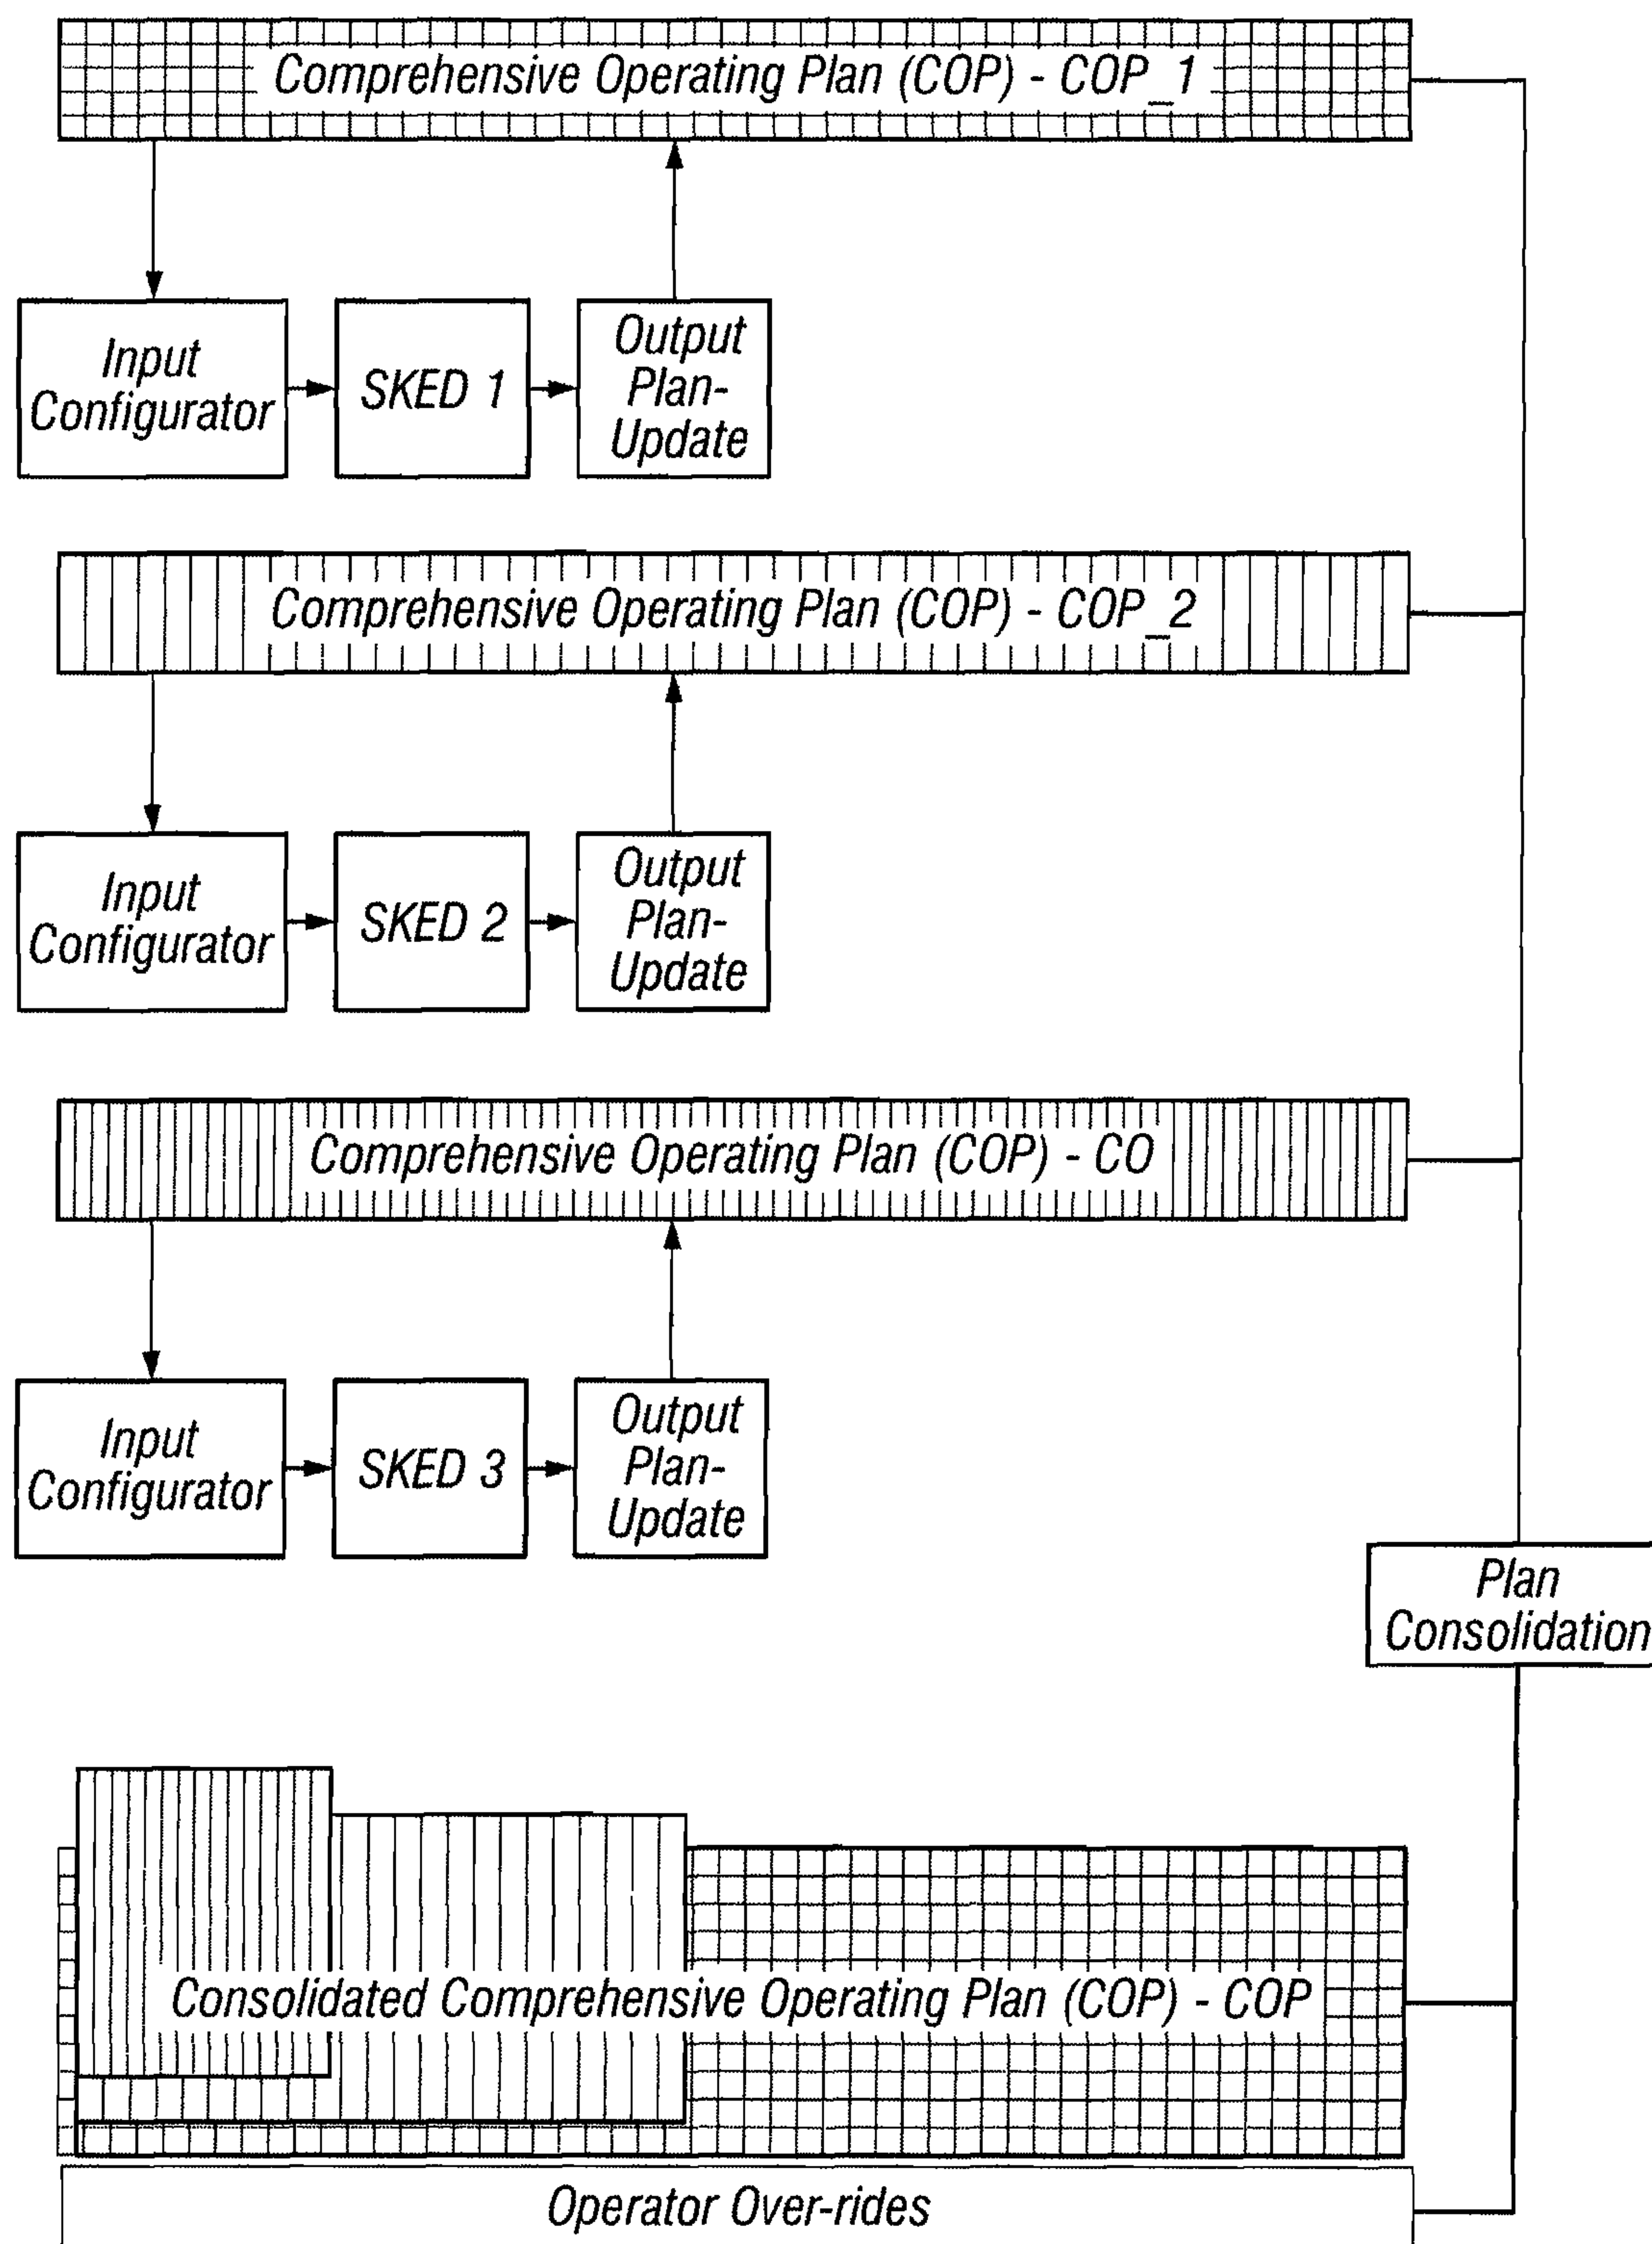 Comprehensive Operating Plan (COP) - COP_1
Input
Configurator
SKED 1
Output
Plan-
Update
Comprehensive Operating Plan (COP) - COP_2
Input
Configurator
SKED 2
Output
Plan-
Update
Comprehensive Operating Plan (COP) - CO
Input
Configurator
SKED 3
Output
Plan-
Update
Plan
Consolidation
Consolidated Comprehensive Operating Plan (COP) - COP
Operator Over-rides